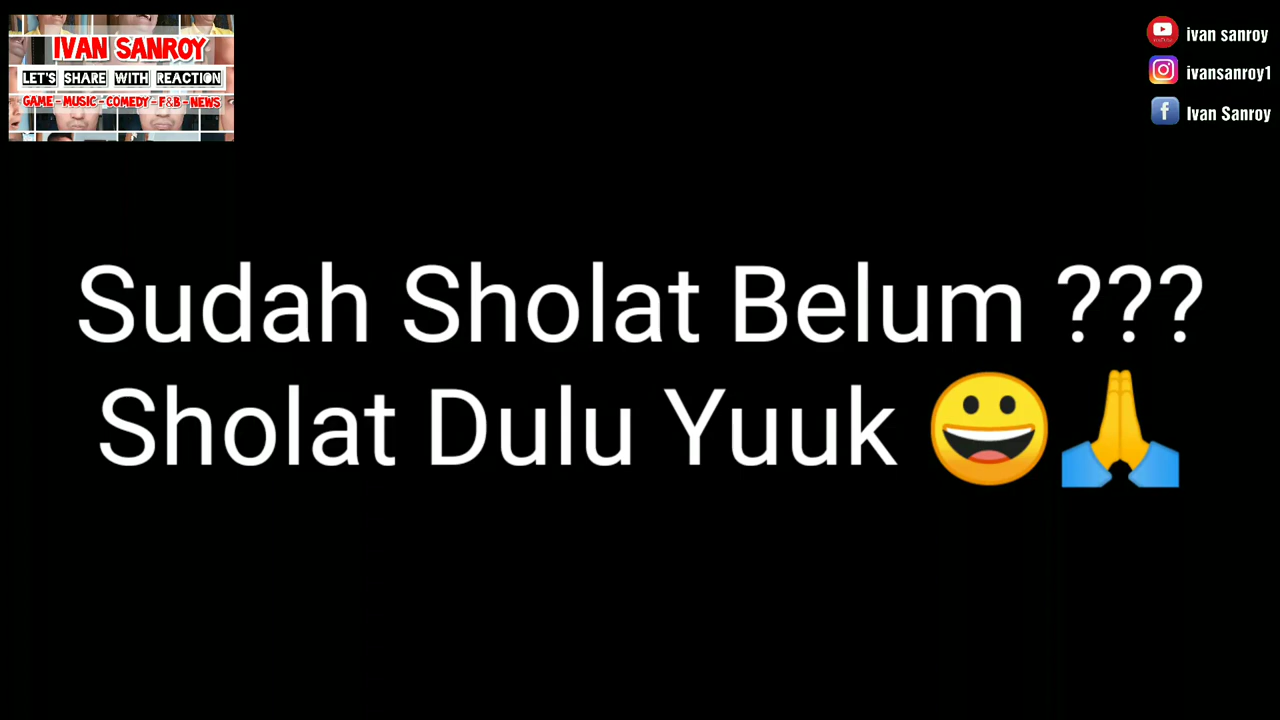 IVAN SANROY
LET'S SHARE WITH REACTION
GAME - MUSIC - COMEDY - F&B - NEWS
ivan sanroy
ivansanroy1
Ivan Sanroy
Sudah Sholat Belum ???
Sholat Dulu Yuuk 😀🙏